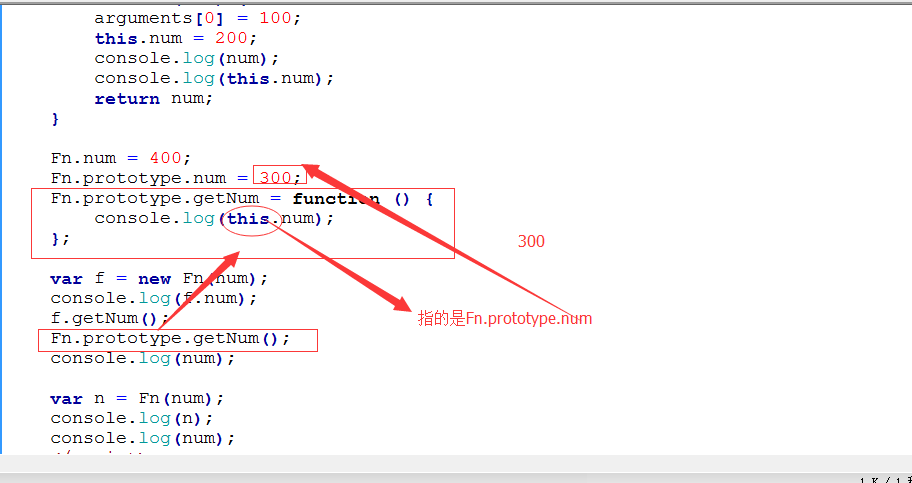 arguments[0] = 100;
this.num = 200;
console.log(num);
console.log(this.num);
return num;
}
Fn.num = 400;
Fn.prototype.num = 300;
Fn.prototype.getNum = function () {
console.log(this.num);
};
300
var f = new Fn(num);
console.log(f.num);
f.getNum();
指的是Fn.prototype.num
Fn.prototype.getNum();
console.log(num);
var n = Fn(num);
console.log(n);
console.log(num);